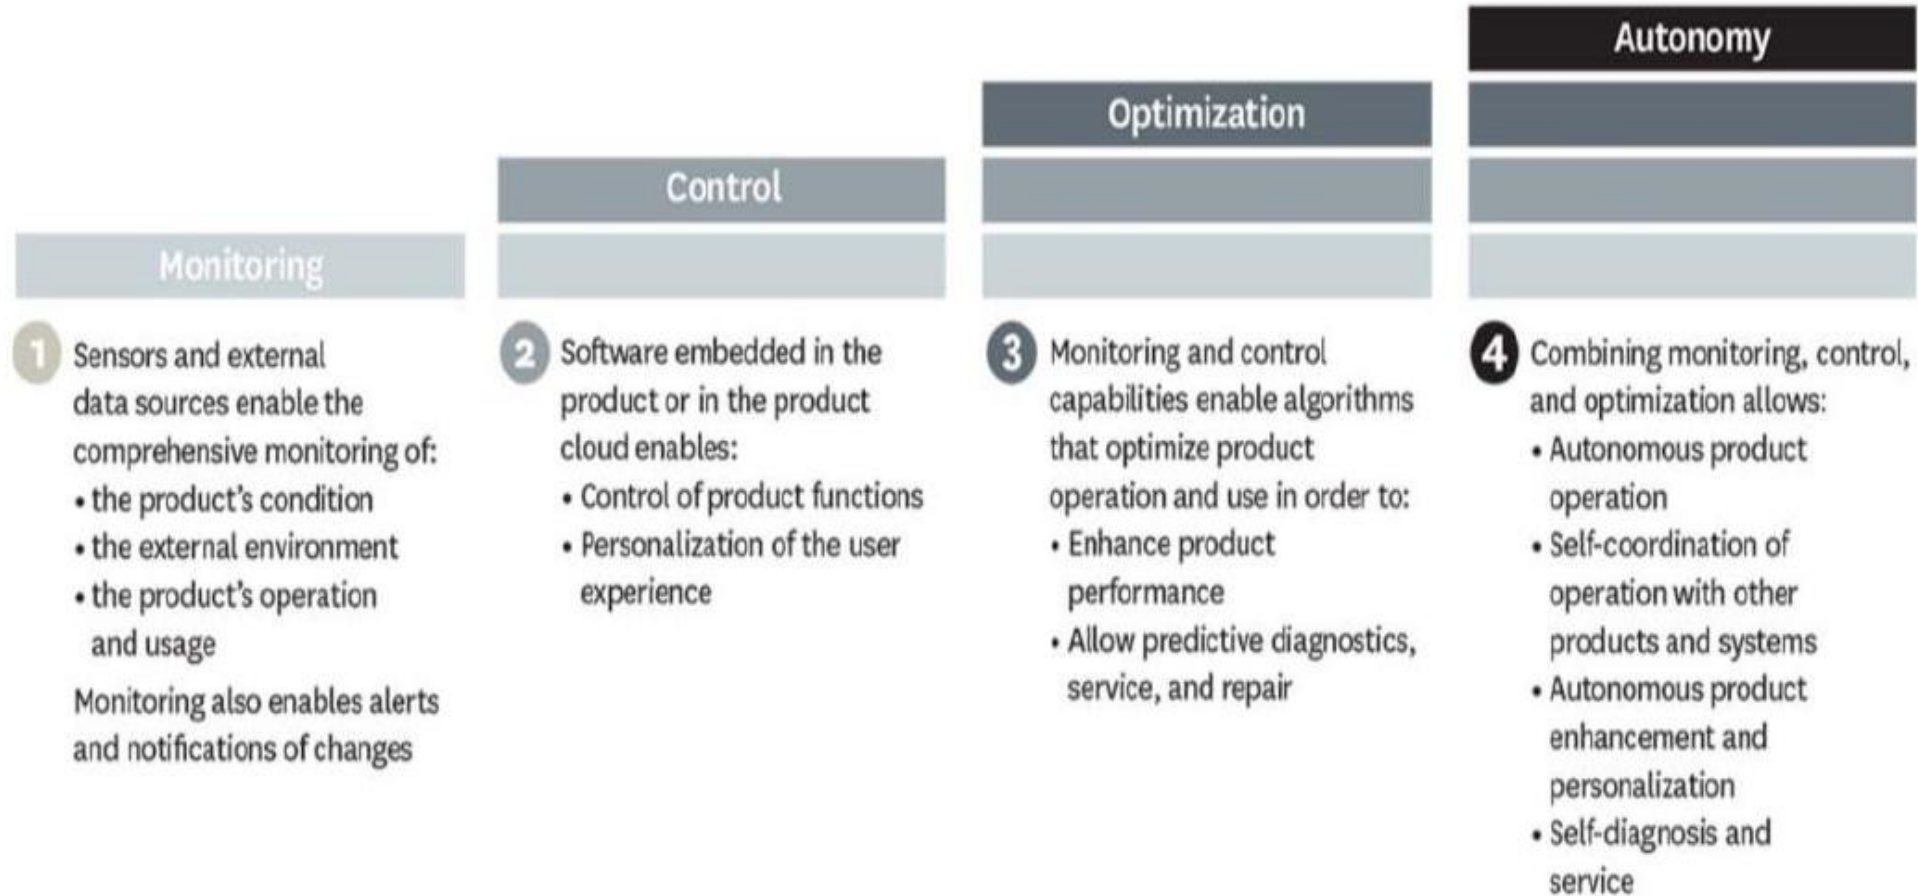 Monitoring
1
Sensors and external
data sources enable the
comprehensive monitoring of:
• the product's condition
• the external environment
• the product's operation
and usage
Monitoring also enables alerts
and notifications of changes
Control
2
Software embedded in the
product or in the product
cloud enables:
• Control of product functions
• Personalization of the user
experience
Optimization
3
Monitoring and control
capabilities enable algorithms
that optimize product
operation and use in order to:
• Enhance product
performance
• Allow predictive diagnostics,
service, and repair
Autonomy
4
Combining monitoring, control,
and optimization allows:
• Autonomous product
operation
• Self-coordination of
operation with other
products and systems
• Autonomous product
enhancement and
personalization
• Self-diagnosis and
service